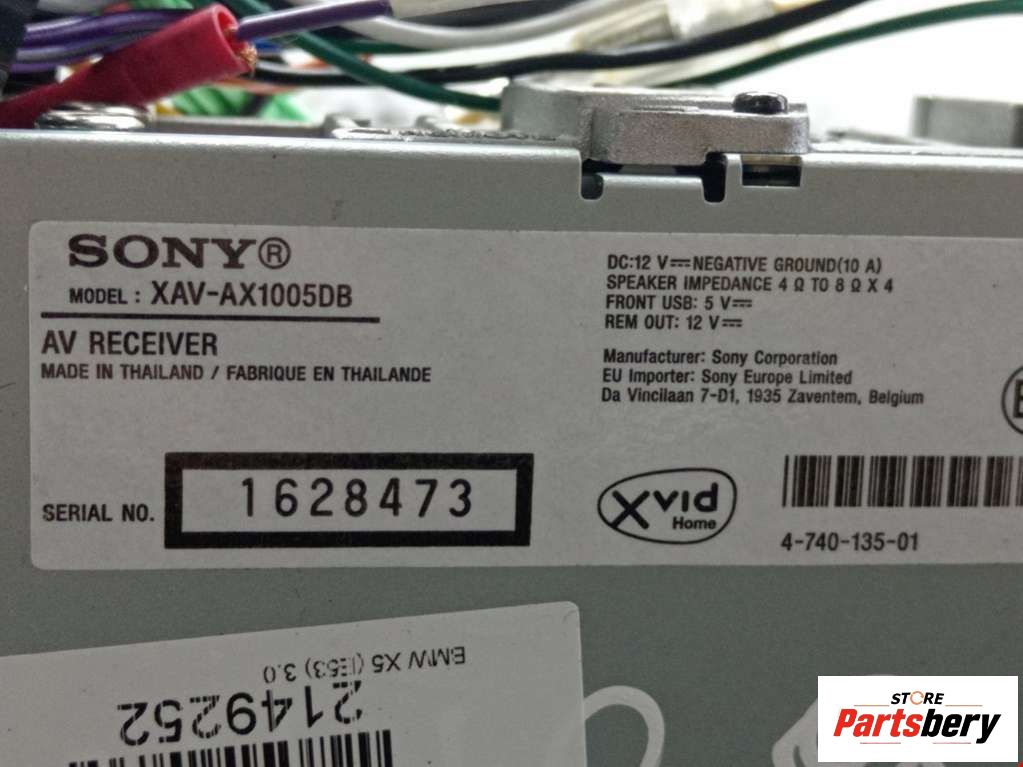 SONY®
MODEL : XAV-AX1005DB
AV RECEIVER
MADE IN THAILAND / FABRIQUE EN THAILANDE
SERIAL NO. 1628473
DC:12 V⎓NEGATIVE GROUND(10 A)
SPEAKER IMPEDANCE 4 Ω TO 8 Ω X 4
FRONT USB: 5 V⎓
REM OUT: 12 V⎓
Manufacturer: Sony Corporation
EU Importer: Sony Europe Limited
Da Vincilaan 7-D1, 1935 Zaventem, Belgium
Xvid
Home
4-740-135-01
BMW X5 (E53) 3.0
2149252
STORE
Partsbery